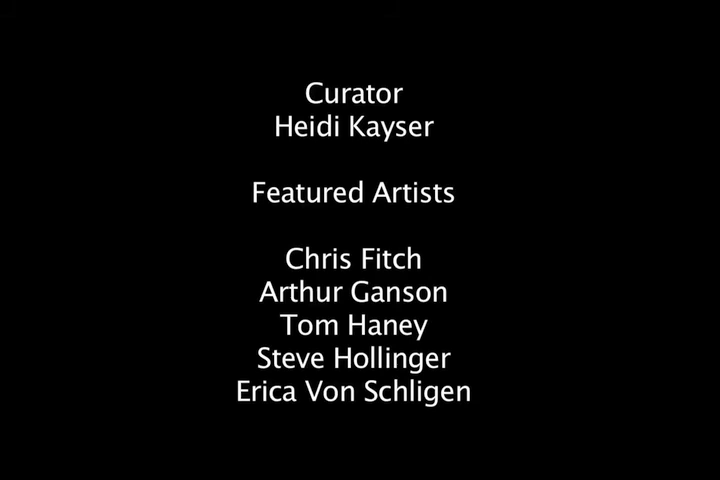 Curator
Heidi Kayser
Featured Artists
Chris Fitch
Arthur Ganson
Tom Haney
Steve Hollinger
Erica Von Schligen